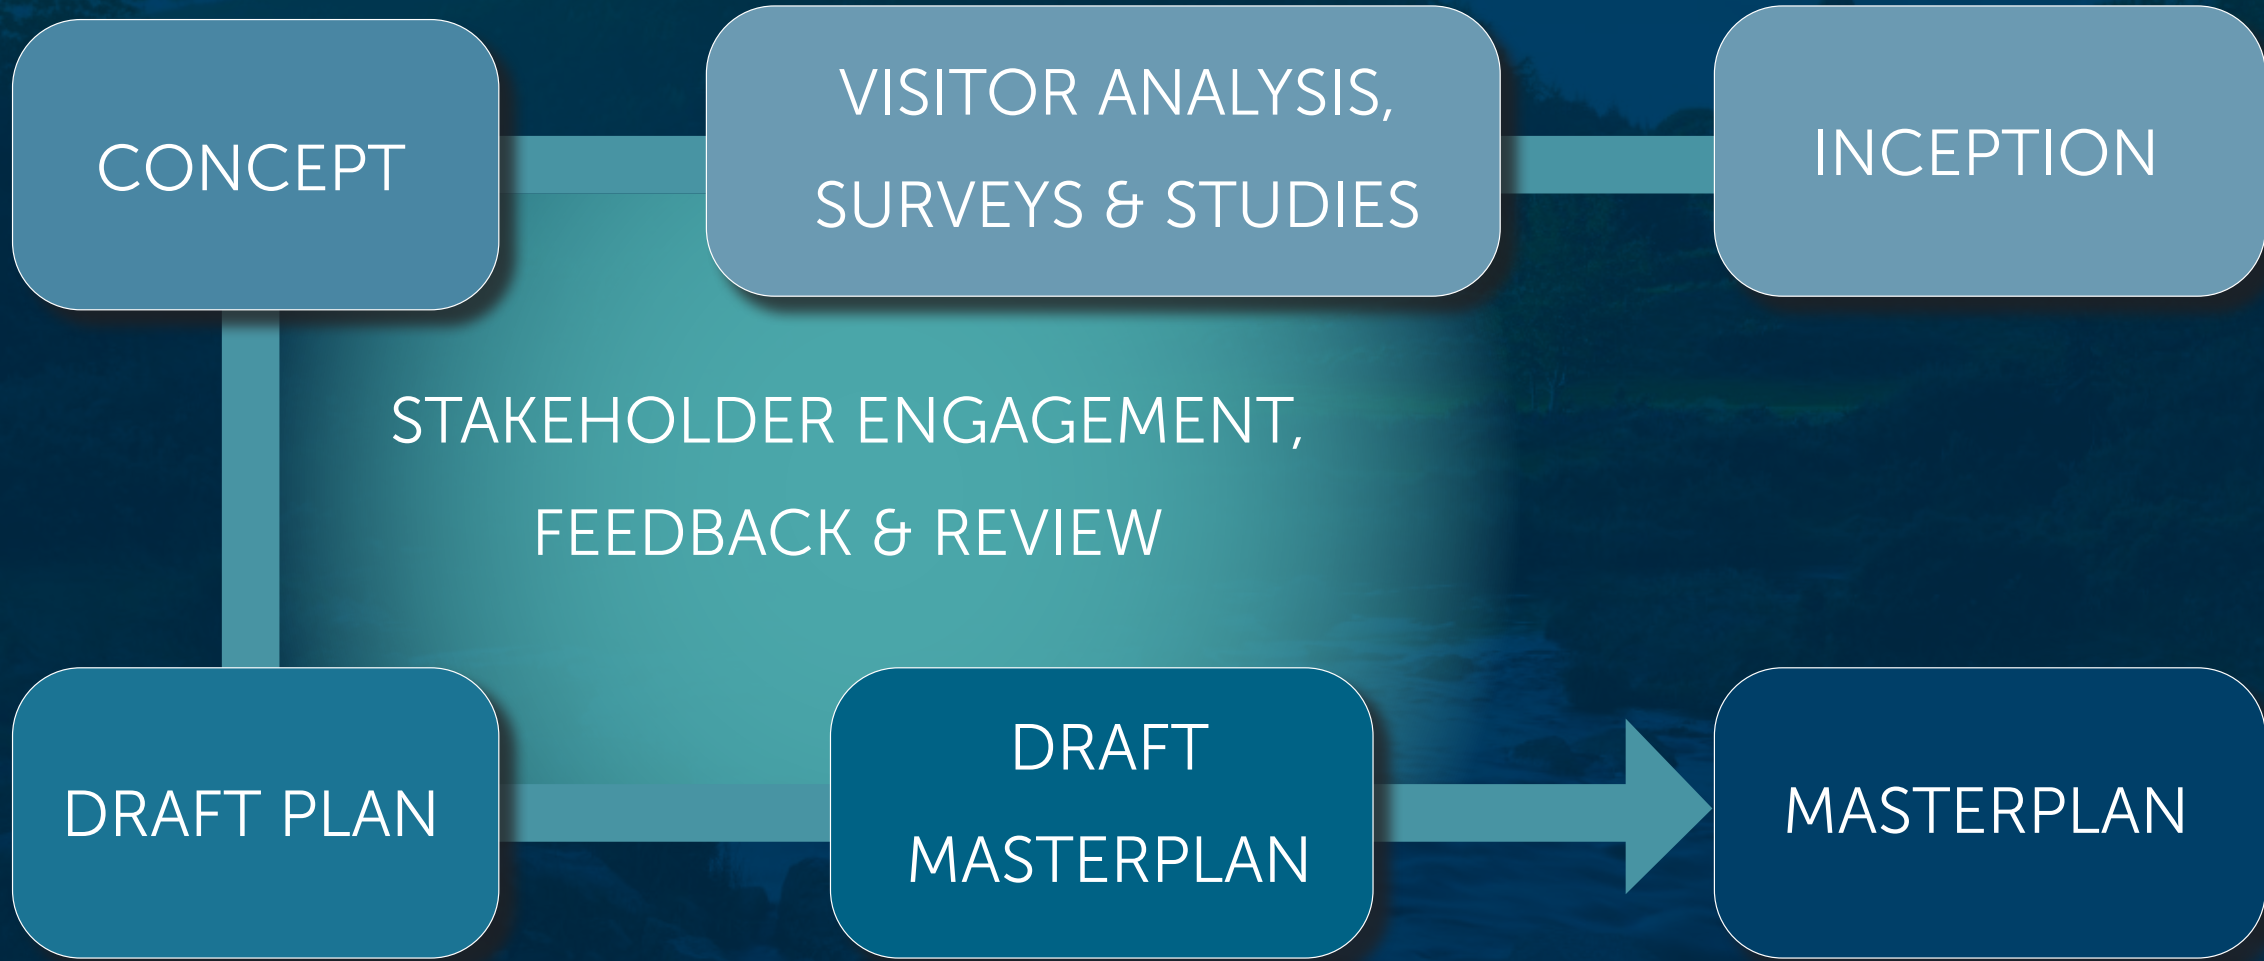 CONCEPT
VISITOR ANALYSIS,
SURVEYS & STUDIES
INCEPTION
STAKEHOLDER ENGAGEMENT,
FEEDBACK & REVIEW
DRAFT PLAN
DRAFT
MASTERPLAN
MASTERPLAN